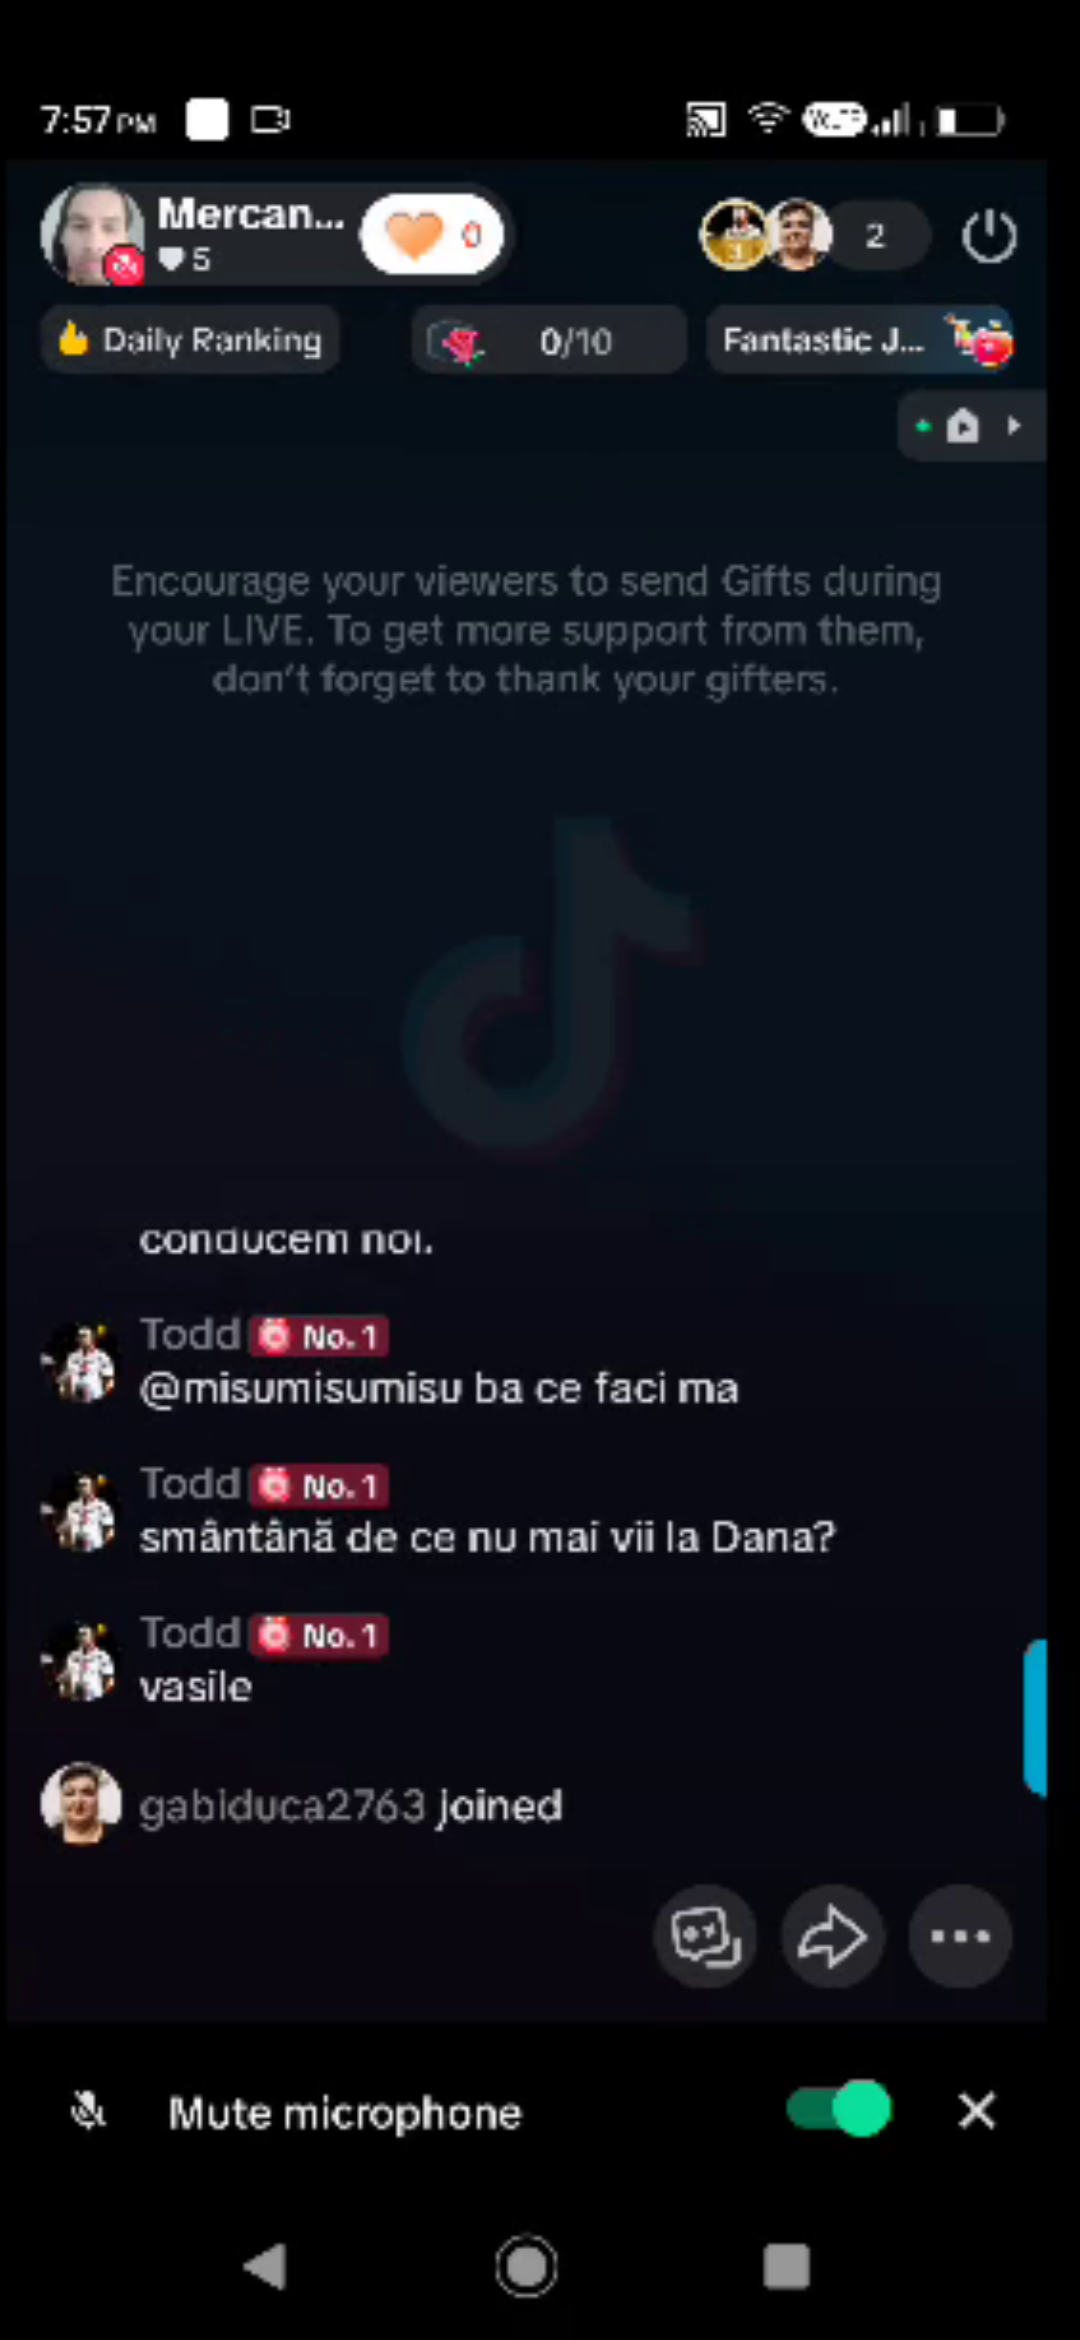 7:57 PM
Mercan...
5
0
2
Daily Ranking
0/10
Fantastic J...
Encourage your viewers to send Gifts during
your LIVE. To get more support from them,
don't forget to thank your gifters.
conducem noi.
Todd No. 1
@misumisumisu ba ce faci ma
Todd No. 1
smântână de ce nu mai vii la Dana?
Todd No. 1
vasile
gabiduca2763 joined
Mute microphone